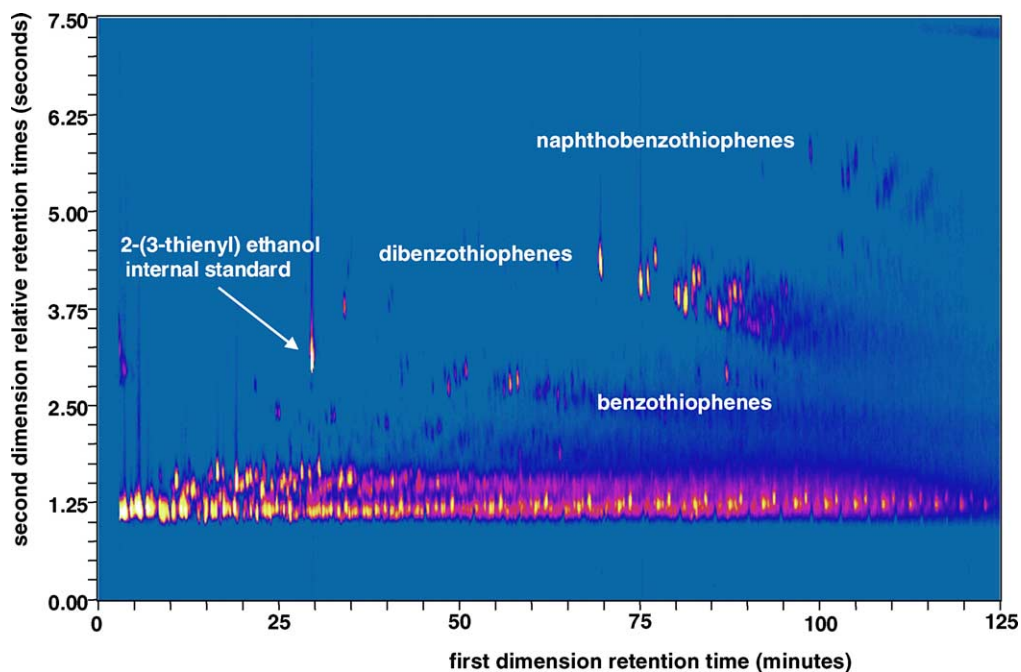 second dimension relative retention times (seconds)
7.50
6.25
5.00
3.75
2.50
1.25
0.00
naphthobenzothiophenes
2-(3-thienyl) ethanol
internal standard
dibenzothiophenes
benzothiophenes
0
25
50
75
100
125
first dimension retention time (minutes)